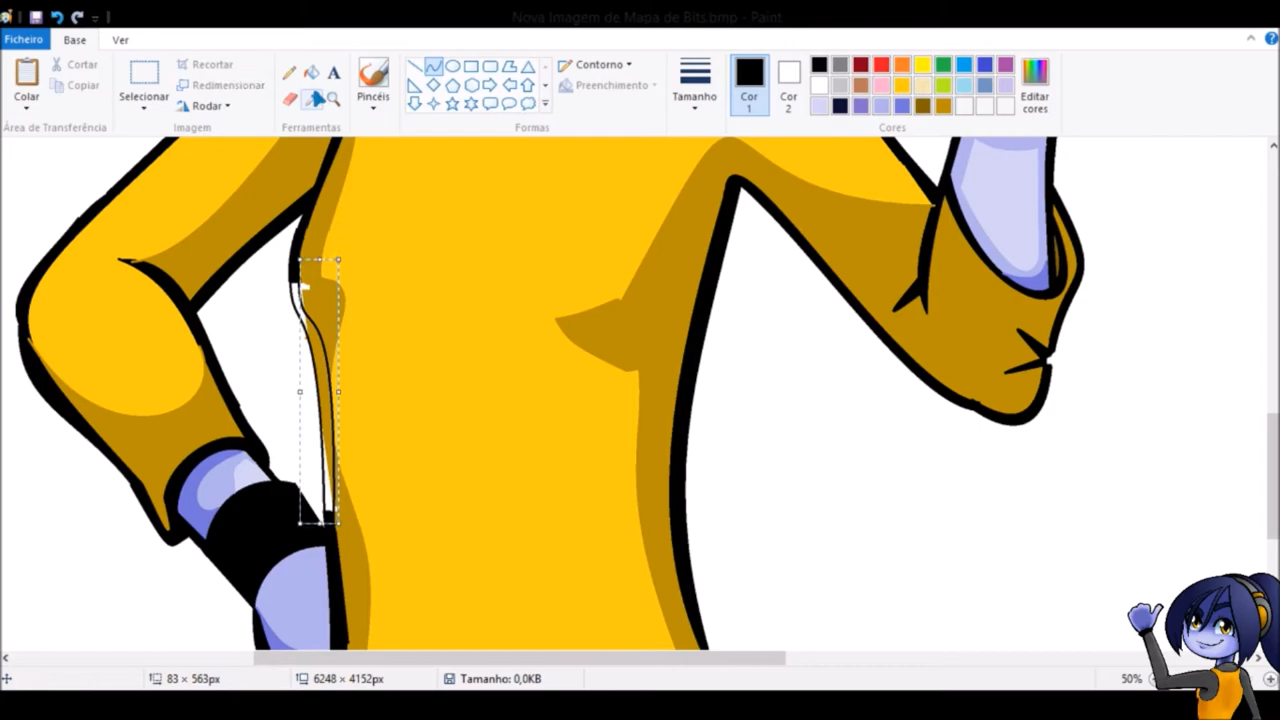 Nova Imagem de Mapa de Bits.bmp - Paint
Ficheiro Base Ver
Colar
Cortar
Copiar
Área de Transferência
Selecionar
Recortar
Redimensionar
Rodar
Imagem
A
Ferramentas
Pincéis
Contorno
Preenchimento
Formas
Tamanho
Cor
1
Cor
2
Editar
cores
Cores
83 × 563px
6248 × 4152px
Tamanho: 0,0KB
50%